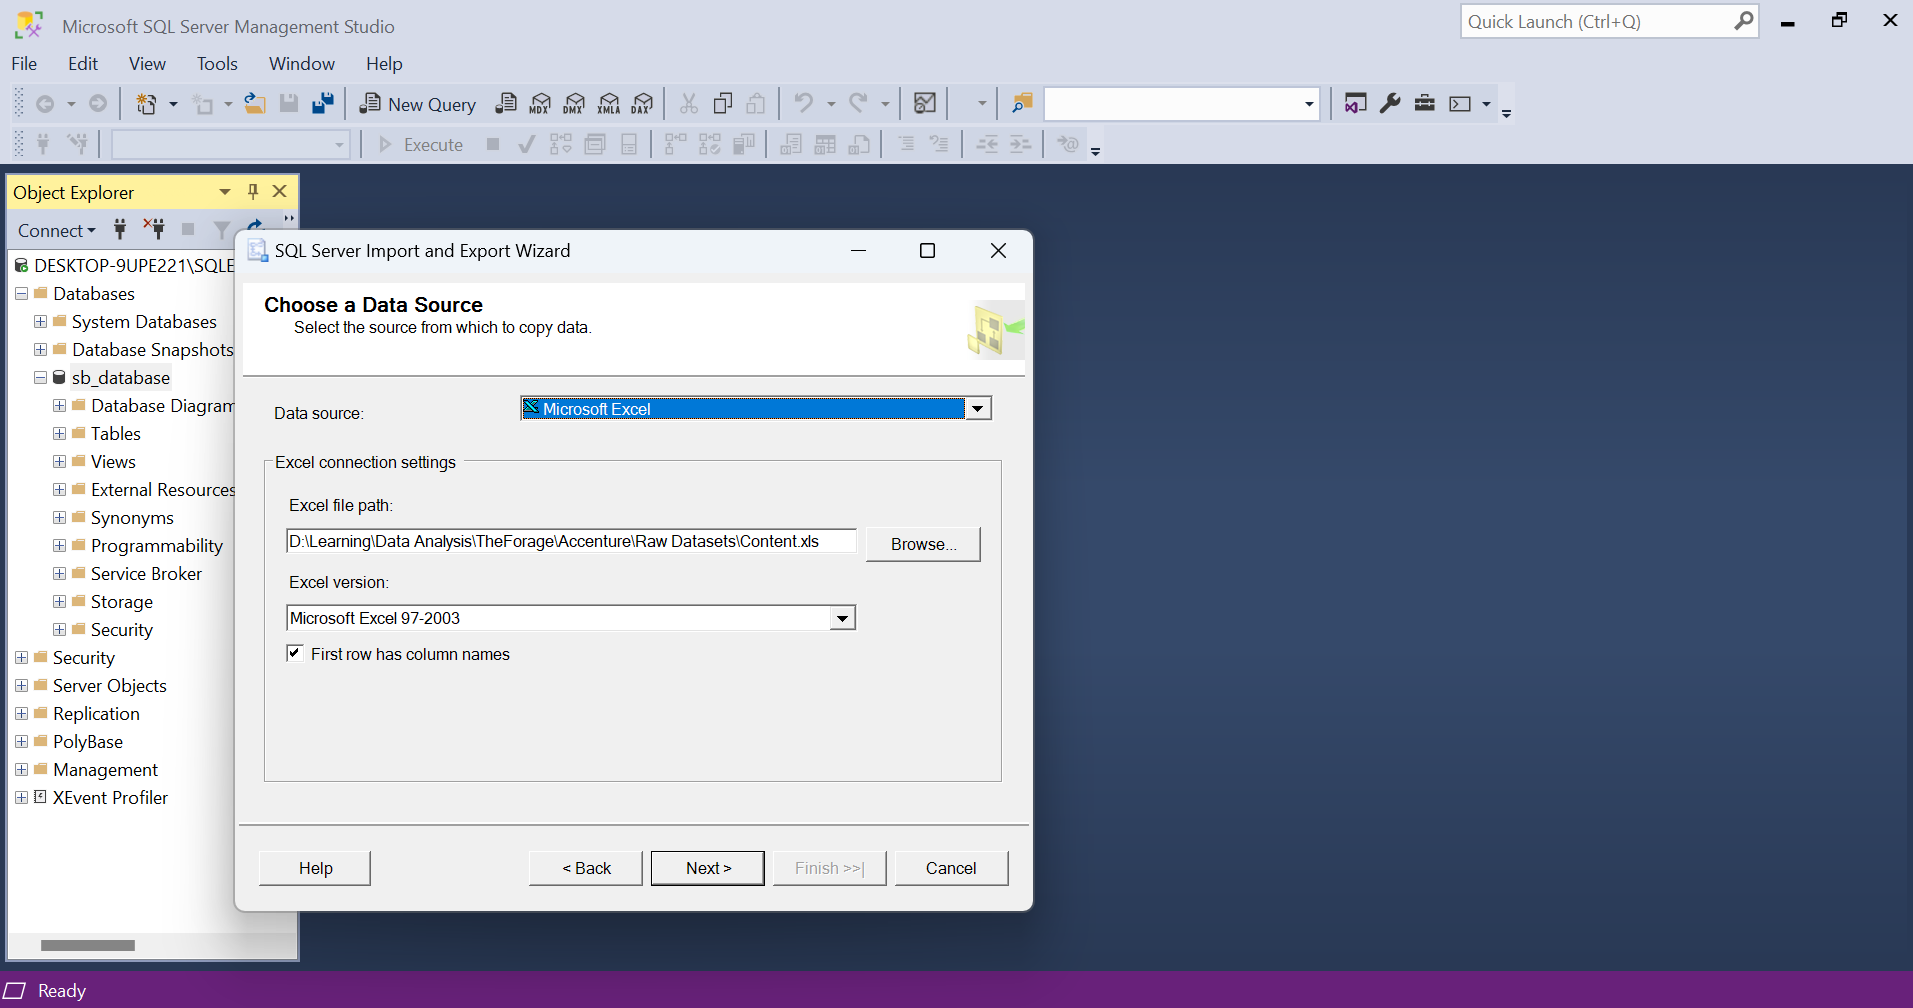 Microsoft SQL Server Management Studio
Quick Launch (Ctrl+Q)
File Edit View Tools Window Help
New Query MDX DMX XMLA DAX
Execute
Object Explorer
Connect
DESKTOP-9UPE221\SQLE
Databases
System Databases
Database Snapshots
sb_database
Database Diagram
Tables
Views
External Resources
Synonyms
Programmability
Service Broker
Storage
Security
Security
Server Objects
Replication
PolyBase
Management
XEvent Profiler
SQL Server Import and Export Wizard
Choose a Data Source
Select the source from which to copy data.
Data source: Microsoft Excel
Excel connection settings
Excel file path:
D:\Learning\Data Analysis\TheForage\Accenture\Raw Datasets\Content.xls Browse...
Excel version:
Microsoft Excel 97-2003
First row has column names
Help < Back Next > Finish >>| Cancel
Ready